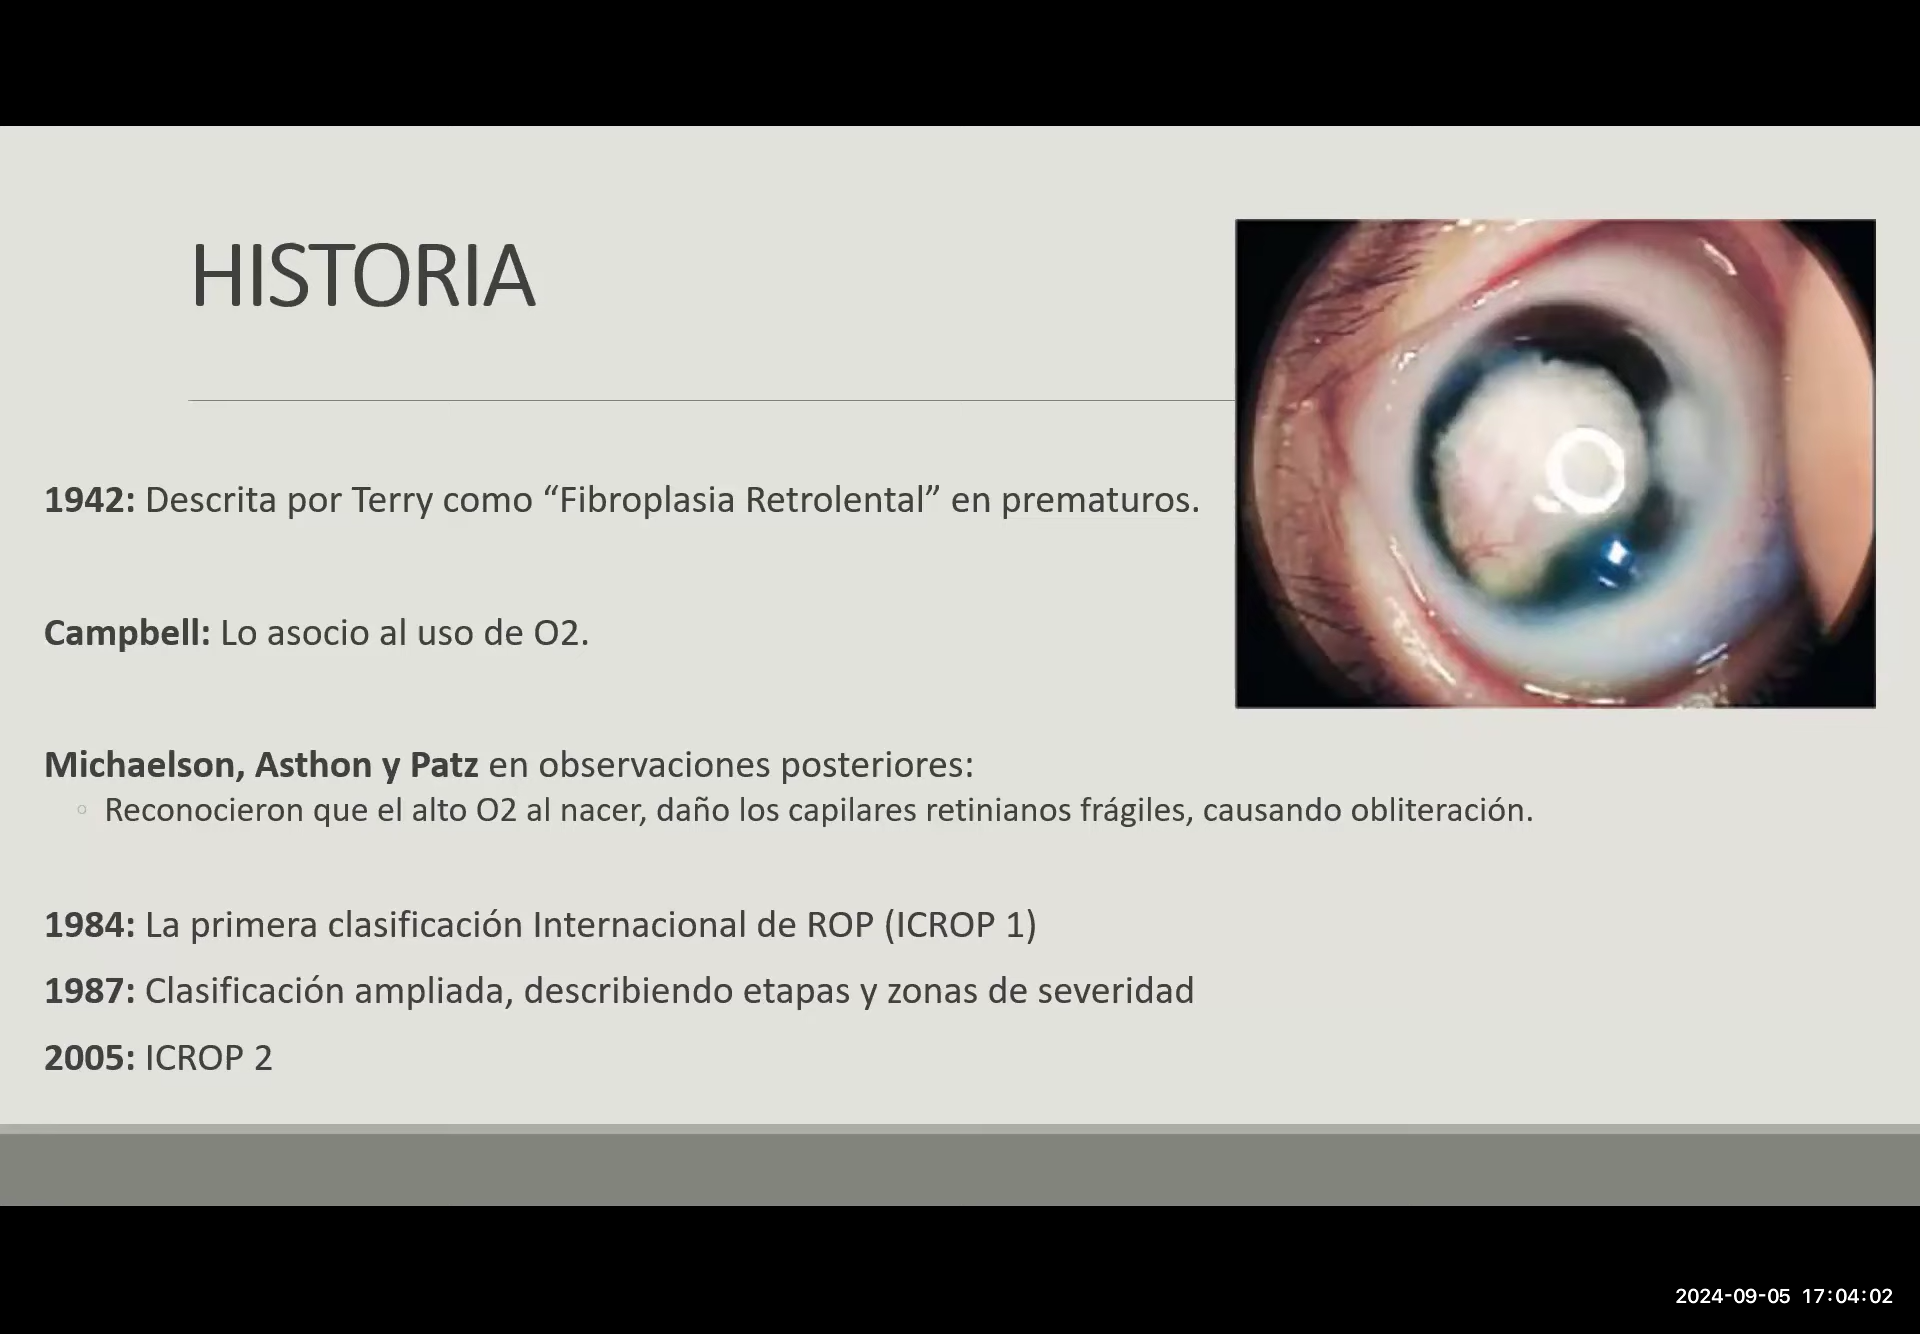 HISTORIA
1942: Descrita por Terry como “Fibroplasia Retrolental” en prematuros.
Campbell: Lo asocio al uso de O2.
Michaelson, Asthon y Patz en observaciones posteriores:
◦ Reconocieron que el alto O2 al nacer, daño los capilares retinianos frágiles, causando obliteración.
1984: La primera clasificación Internacional de ROP (ICROP 1)
1987: Clasificación ampliada, describiendo etapas y zonas de severidad
2005: ICROP 2
2024-09-05 17:04:02